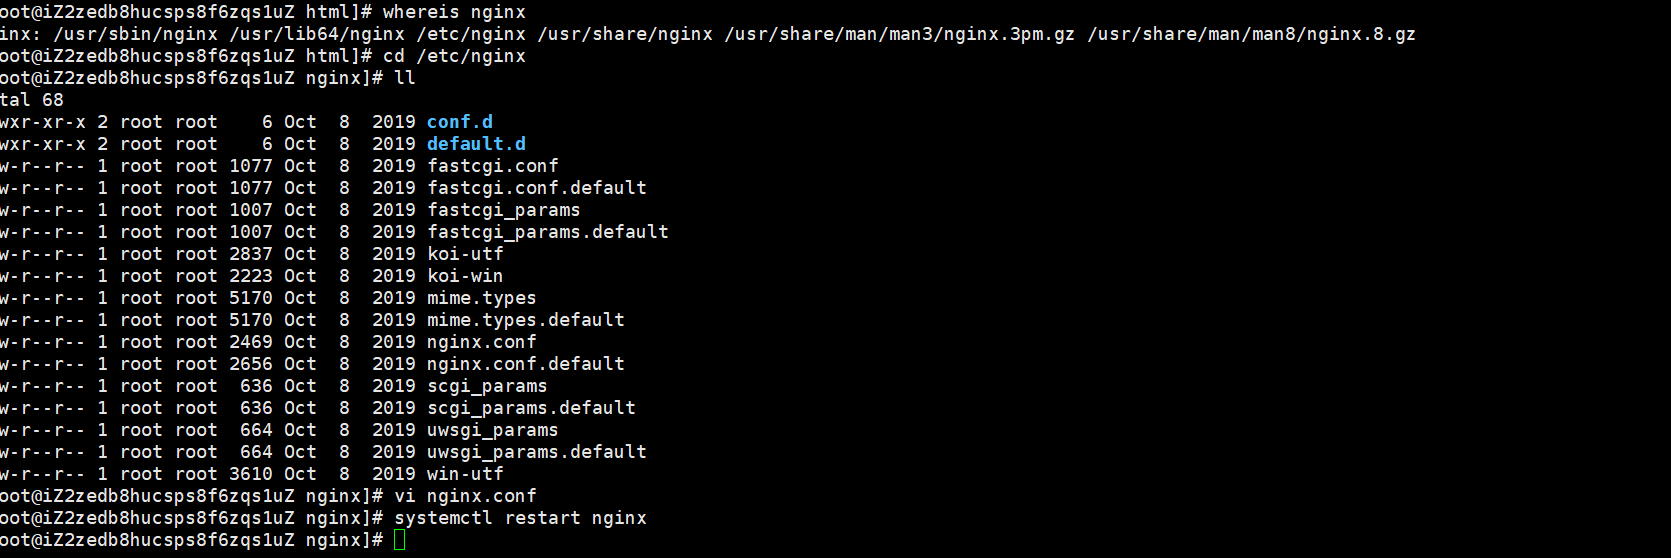 oot@iZ2zedb8hucsps8f6zqs1uZ html]# whereis nginx
inx: /usr/sbin/nginx /usr/lib64/nginx /etc/nginx /usr/share/nginx /usr/share/man/man3/nginx.3pm.gz /usr/share/man/man8/nginx.8.gz
oot@iZ2zedb8hucsps8f6zqs1uZ html]# cd /etc/nginx
oot@iZ2zedb8hucsps8f6zqs1uZ nginx]# ll
tal 68
wxr-xr-x 2 root root    6 Oct  8  2019 conf.d
wxr-xr-x 2 root root    6 Oct  8  2019 default.d
w-r--r-- 1 root root 1077 Oct  8  2019 fastcgi.conf
w-r--r-- 1 root root 1077 Oct  8  2019 fastcgi.conf.default
w-r--r-- 1 root root 1007 Oct  8  2019 fastcgi_params
w-r--r-- 1 root root 1007 Oct  8  2019 fastcgi_params.default
w-r--r-- 1 root root 2837 Oct  8  2019 koi-utf
w-r--r-- 1 root root 2223 Oct  8  2019 koi-win
w-r--r-- 1 root root 5170 Oct  8  2019 mime.types
w-r--r-- 1 root root 5170 Oct  8  2019 mime.types.default
w-r--r-- 1 root root 2469 Oct  8  2019 nginx.conf
w-r--r-- 1 root root 2656 Oct  8  2019 nginx.conf.default
w-r--r-- 1 root root  636 Oct  8  2019 scgi_params
w-r--r-- 1 root root  636 Oct  8  2019 scgi_params.default
w-r--r-- 1 root root  664 Oct  8  2019 uwsgi_params
w-r--r-- 1 root root  664 Oct  8  2019 uwsgi_params.default
w-r--r-- 1 root root 3610 Oct  8  2019 win-utf
oot@iZ2zedb8hucsps8f6zqs1uZ nginx]# vi nginx.conf
oot@iZ2zedb8hucsps8f6zqs1uZ nginx]# systemctl restart nginx
oot@iZ2zedb8hucsps8f6zqs1uZ nginx]#